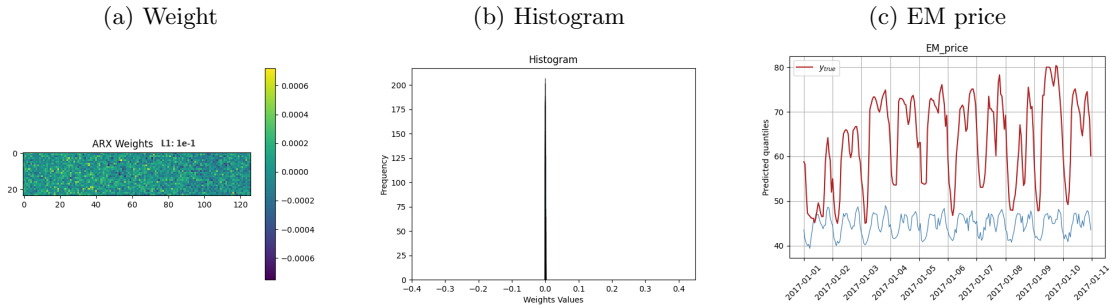 (a) Weight
(b) Histogram
(c) EM price
ARX Weights L1: 1e-1
0
20
0 20 40 60 80 100 120
0.0006
0.0004
0.0002
0.0000
−0.0002
−0.0004
−0.0006
Histogram
Frequency
200
175
150
125
100
75
50
25
0
−0.4 −0.3 −0.2 −0.1 0.0 0.1 0.2 0.3 0.4
Weights Values
EM_price
y_true
Predicted quantiles
80
70
60
50
40
2017-01-01
2017-01-02
2017-01-03
2017-01-04
2017-01-05
2017-01-06
2017-01-07
2017-01-08
2017-01-09
2017-01-10
2017-01-11